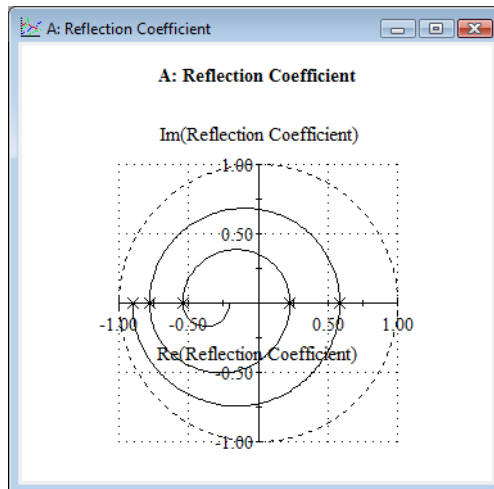 A: Reflection Coefficient
A: Reflection Coefficient
Im(Reflection Coefficient)
1.00
0.50
-1.00 -0.50 0.50 1.00
Re(Reflection Coefficient)
-0.50
-1.00